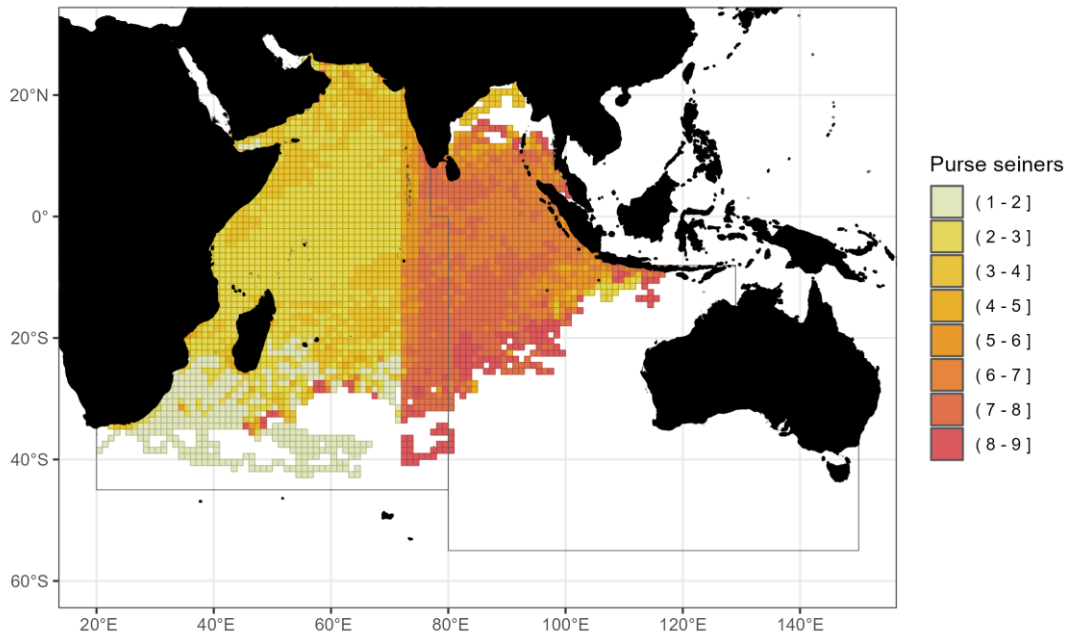 20°N
0°
20°S
40°S
60°S
20°E 40°E 60°E 80°E 100°E 120°E 140°E
Purse seiners
( 1 - 2 ]
( 2 - 3 ]
( 3 - 4 ]
( 4 - 5 ]
( 5 - 6 ]
( 6 - 7 ]
( 7 - 8 ]
( 8 - 9 ]